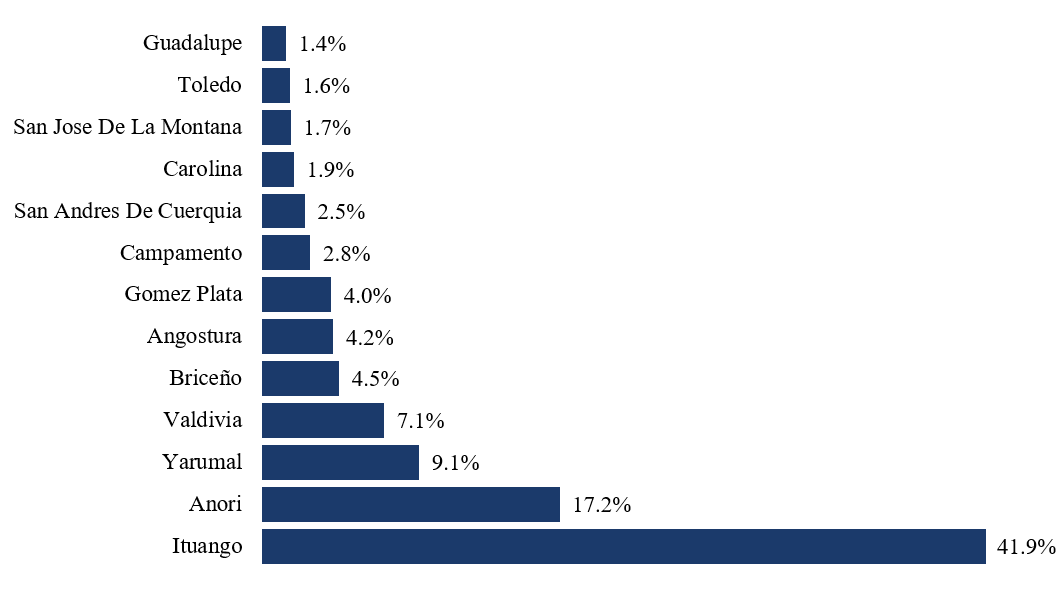 Guadalupe 1.4%
Toledo 1.6%
San Jose De La Montana 1.7%
Carolina 1.9%
San Andres De Cuerquia 2.5%
Campamento 2.8%
Gomez Plata 4.0%
Angostura 4.2%
Briceño 4.5%
Valdivia 7.1%
Yarumal 9.1%
Anori 17.2%
Ituango 41.9%